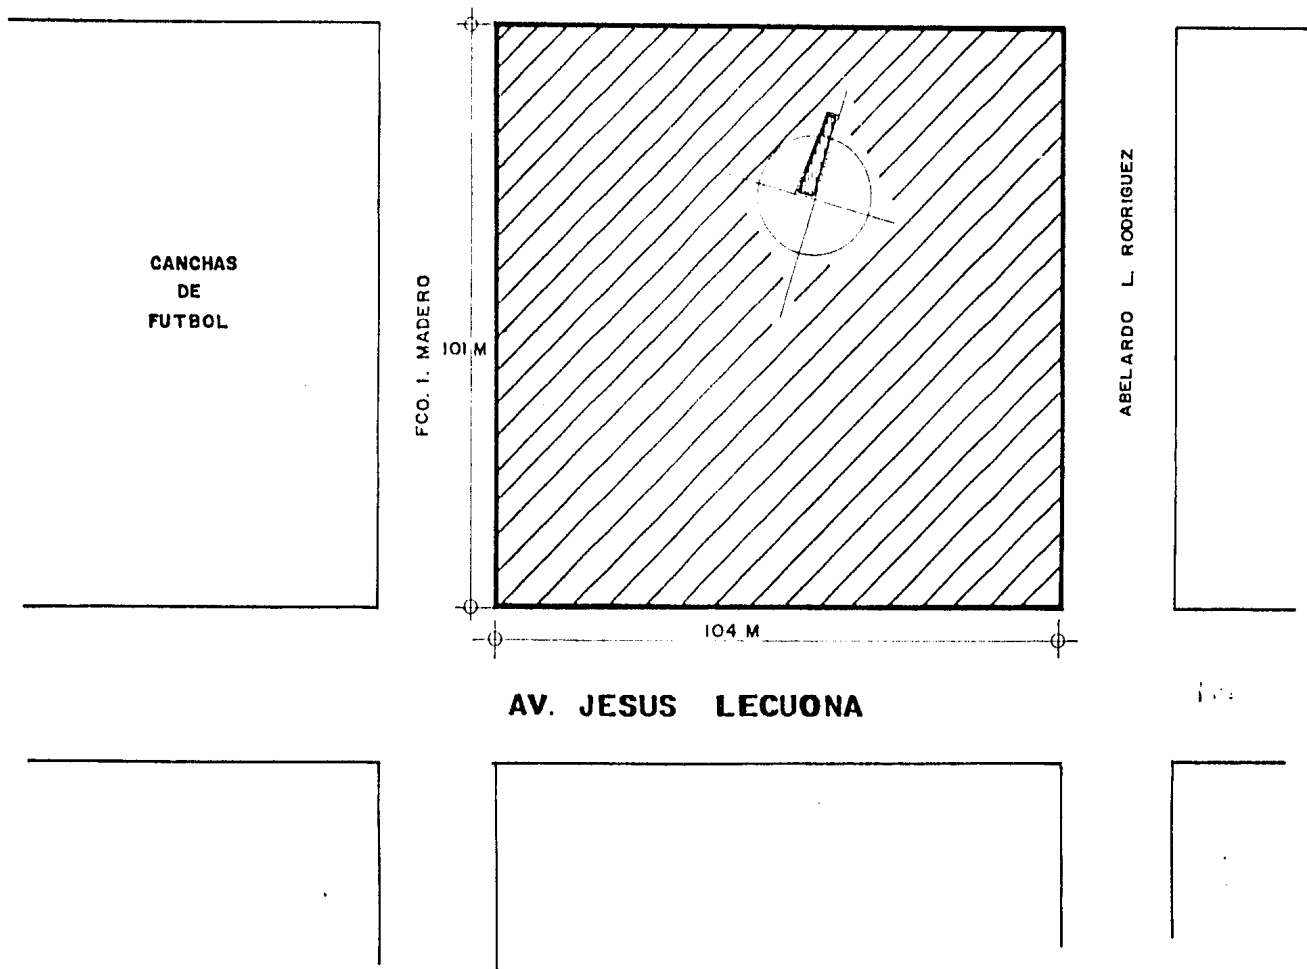 CANCHAS
DE
FUTBOL
FCO. I. MADERO
101 M
ABELARDO L. RODRIGUEZ
104 M
AV. JESUS LECUONA